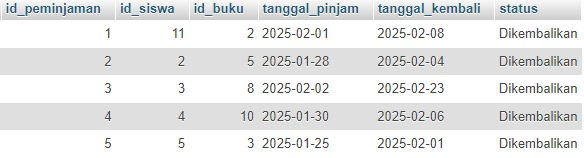 id_peminjaman id_siswa id_buku tanggal_pinjam tanggal_kembali status
1 11 2 2025-02-01 2025-02-08 Dikembalikan
2 2 5 2025-01-28 2025-02-04 Dikembalikan
3 3 8 2025-02-02 2025-02-23 Dikembalikan
4 4 10 2025-01-30 2025-02-06 Dikembalikan
5 5 3 2025-01-25 2025-02-01 Dikembalikan